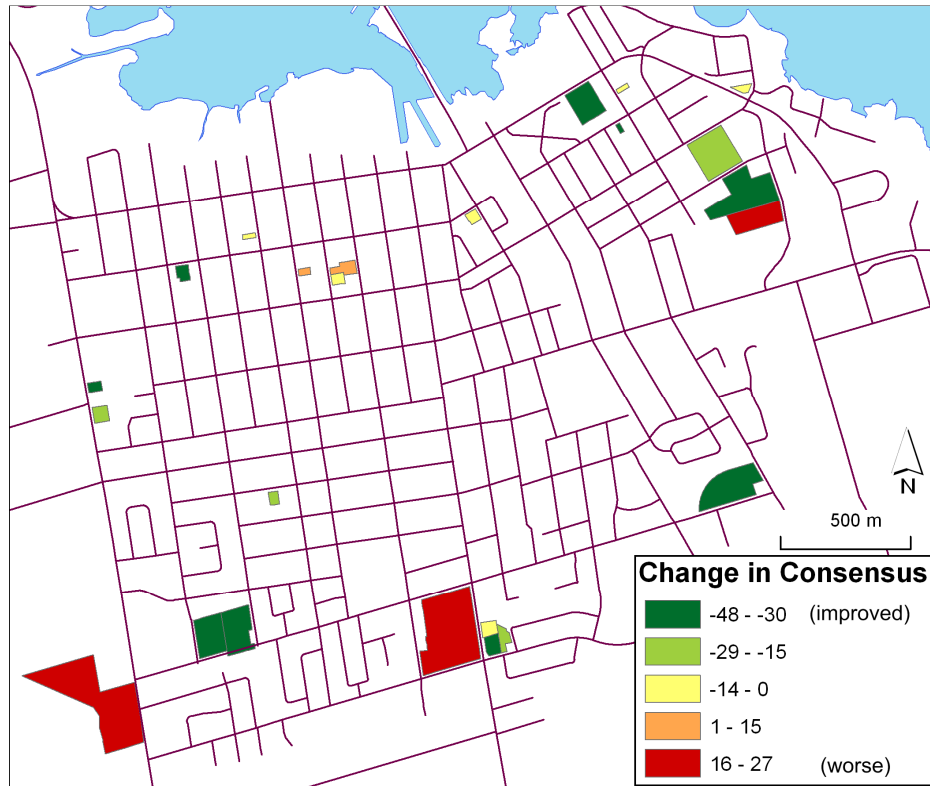 N
500 m
Change in Consensus
-48 - -30 (improved)
-29 - -15
-14 - 0
1 - 15
16 - 27 (worse)